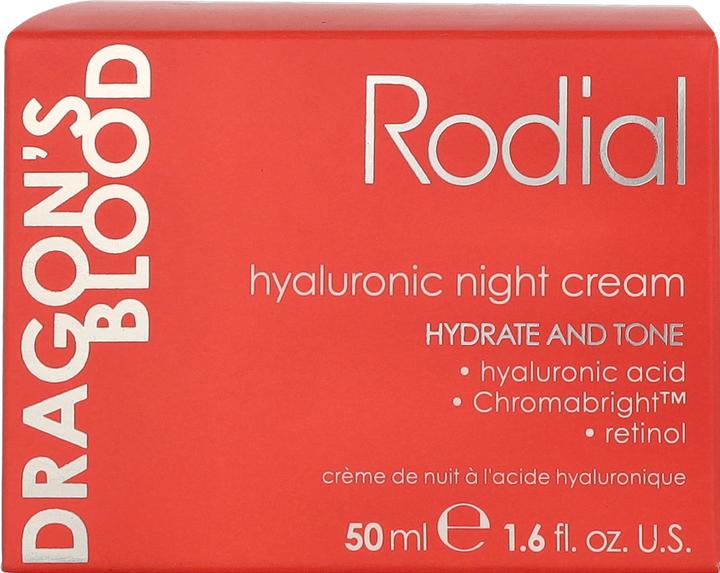 DRAGON'S
BLOOD
Rodial
hyaluronic night cream
HYDRATE AND TONE
• hyaluronic acid
• Chromabright™
• retinol
crème de nuit à l'acide hyaluronique
50 ml ℮ 1.6 fl. oz. U.S.